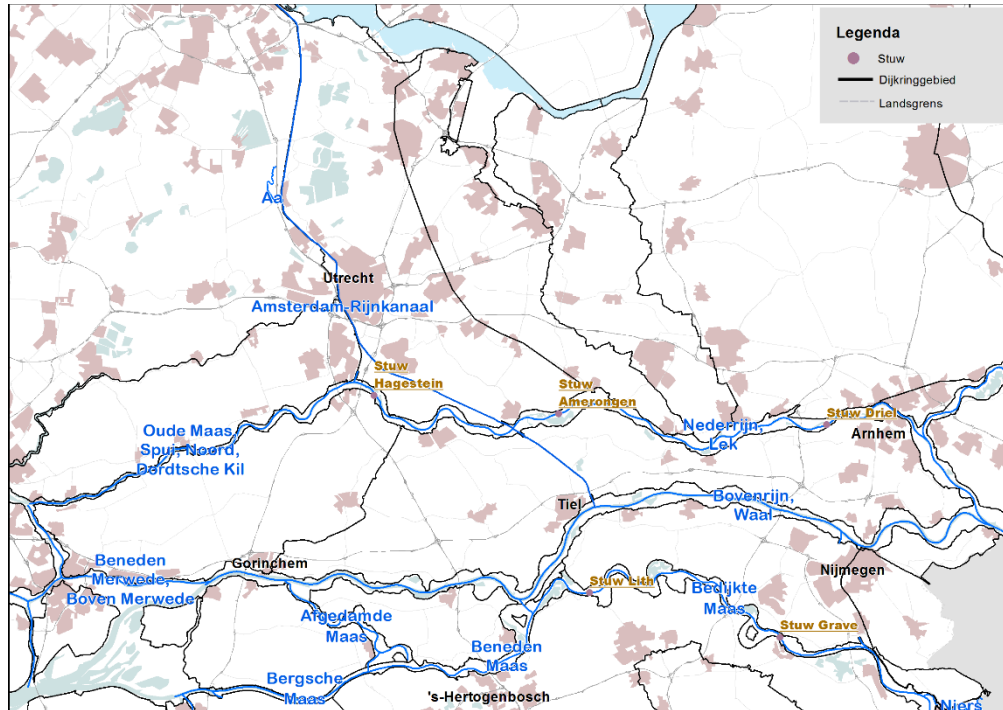 Legenda
Stuw
Dijkringgebied
Landsgrens
Aa
Utrecht
Amsterdam-Rijnkanaal
Stuw
Hagestein
Stuw
Amerongen
Stuw Driel
Arnhem
Nederrijn,
Lek
Oude Maas,
Spui, Noord,
Dordtsche Kil
Bovenrijn,
Waal
Tiel
Beneden
Merwede,
Boven Merwede
Gorinchem
Stuw Lith
Nijmegen
Bedijkte
Maas
Afgedamde
Maas
Stuw Grave
Beneden
Maas
Bergsche
Maas
's-Hertogenbosch
Niers